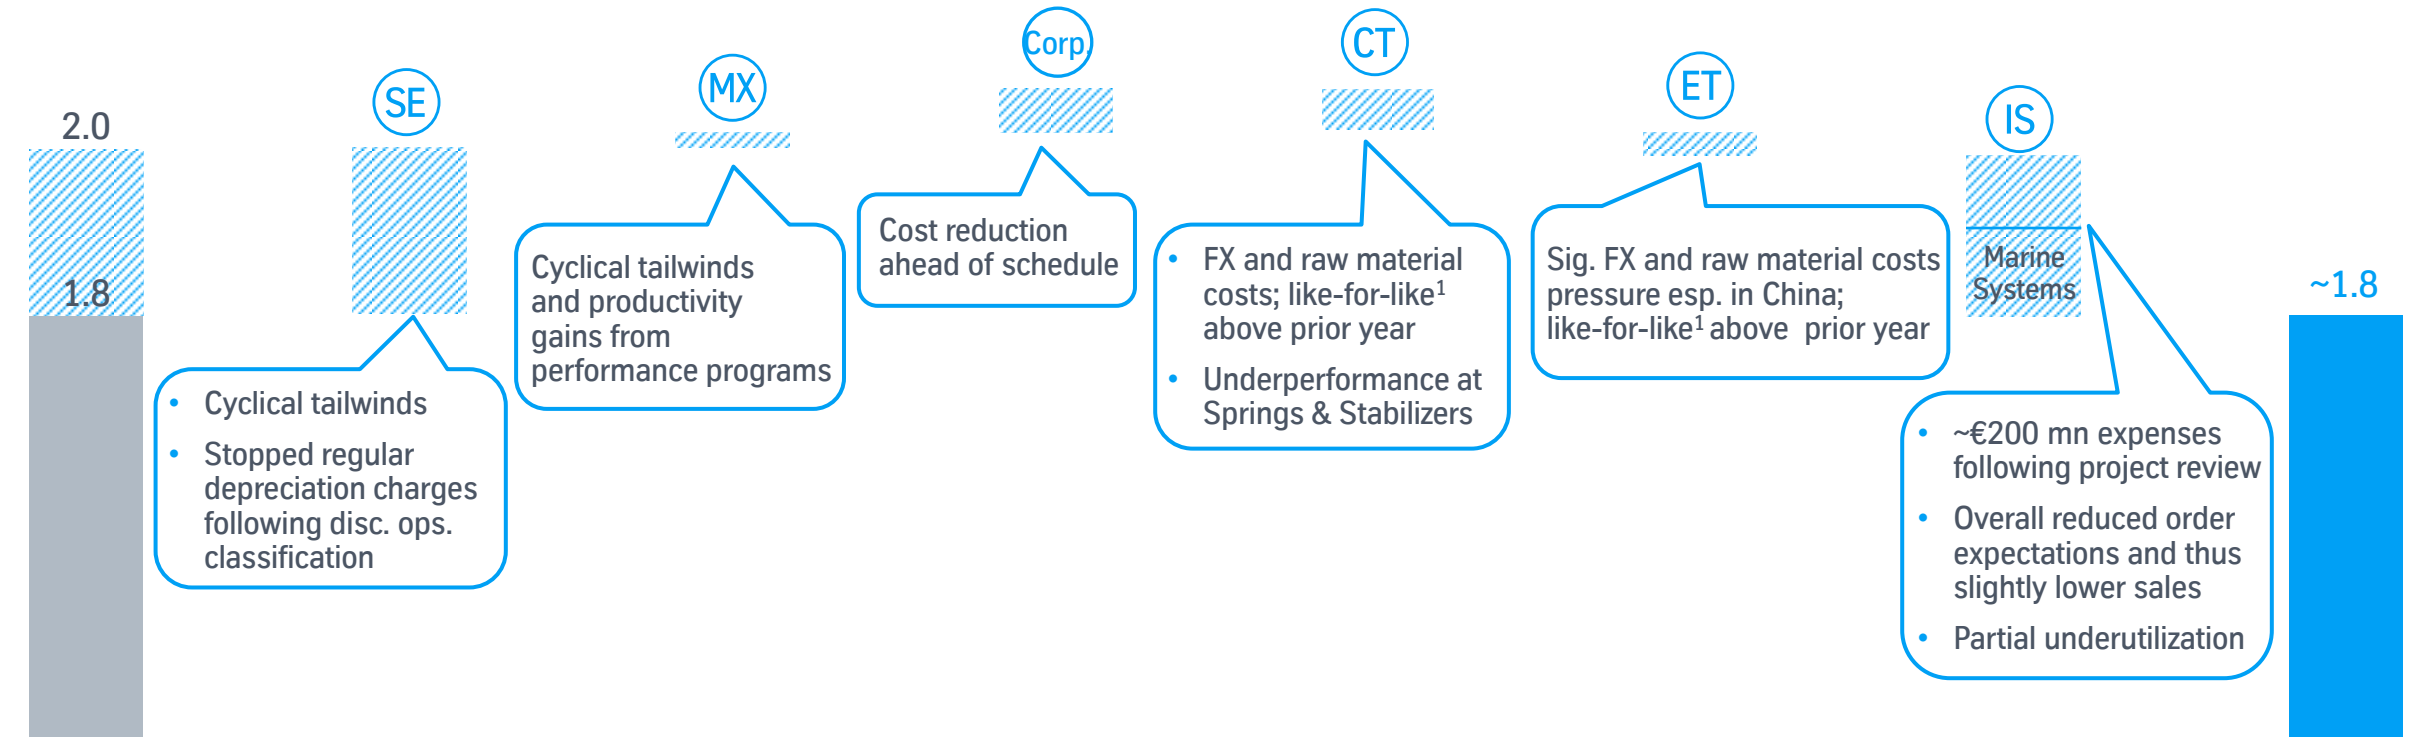 2.0
1.8
SE
• Cyclical tailwinds
• Stopped regular
depreciation charges
following disc. ops.
classification
MX
Cyclical tailwinds
and productivity
gains from
performance programs
Corp.
Cost reduction
ahead of schedule
CT
• FX and raw material
costs; like-for-like¹
above prior year
• Underperformance at
Springs & Stabilizers
ET
Sig. FX and raw material costs
pressure esp. in China;
like-for-like¹ above prior year
IS
Marine
Systems
• ~€200 mn expenses
following project review
• Overall reduced order
expectations and thus
slightly lower sales
• Partial underutilization
~1.8